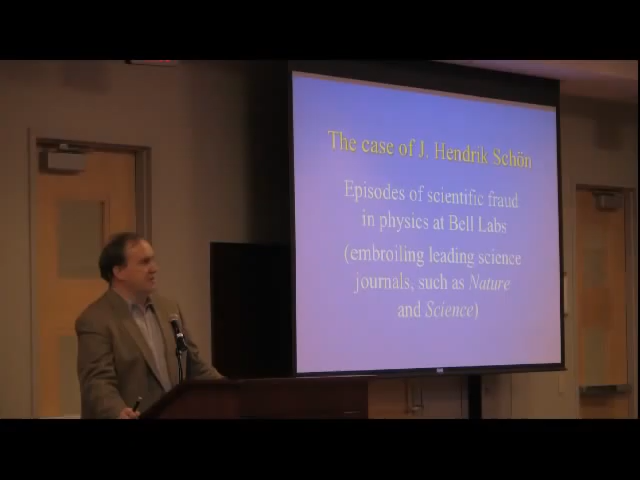 The case of J. Hendrik Schön
Episodes of scientific fraud
in physics at Bell Labs
(embroiling leading science
journals, such as Nature
and Science)